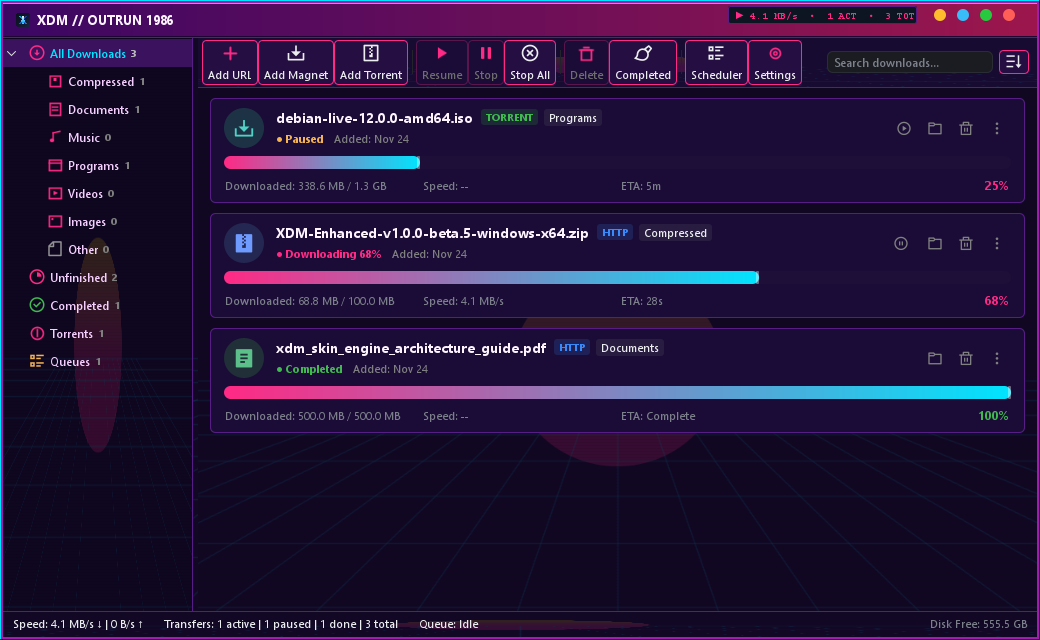 XDM // OUTRUN 1986
▶ 4.1 MB/s · 1 ACT · 3 TOT
All Downloads 3
Compressed 1
Documents 1
Music 0
Programs 1
Videos 0
Images 0
Other 0
Unfinished 2
Completed 1
Torrents 1
Queues 1
Add URL Add Magnet Add Torrent Resume Stop Stop All Delete Completed Scheduler Settings
Search downloads...
debian-live-12.0.0-amd64.iso TORRENT Programs
• Paused Added: Nov 24
Downloaded: 338.6 MB / 1.3 GB Speed: -- ETA: 5m 25%
XDM-Enhanced-v1.0.0-beta.5-windows-x64.zip HTTP Compressed
• Downloading 68% Added: Nov 24
Downloaded: 68.8 MB / 100.0 MB Speed: 4.1 MB/s ETA: 28s 68%
xdm_skin_engine_architecture_guide.pdf HTTP Documents
• Completed Added: Nov 24
Downloaded: 500.0 MB / 500.0 MB Speed: -- ETA: Complete 100%
Speed: 4.1 MB/s ↓ | 0 B/s ↑ Transfers: 1 active | 1 paused | 1 done | 3 total Queue: Idle Disk Free: 555.5 GB